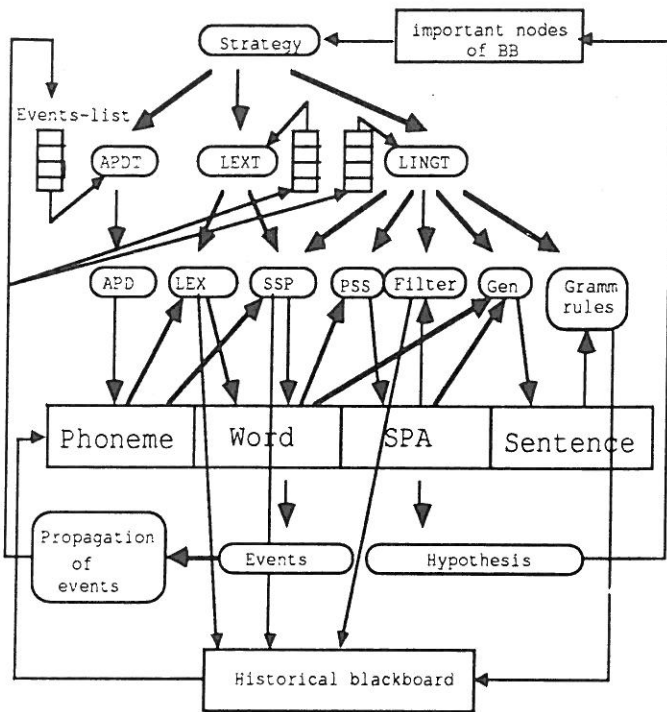 Strategy
important nodes
of BB
Events-list
APDT
LEXT
LINGT
APD
LEX
SSP
PSS
Filter
Gen
Gramm
rules
Phoneme
Word
SPA
Sentence
Propagation
of
events
Events
Hypothesis
Historical blackboard